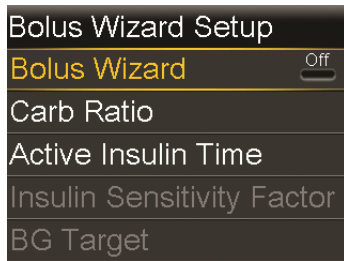 Bolus Wizard Setup
Bolus Wizard Off
Carb Ratio
Active Insulin Time
Insulin Sensitivity Factor
BG Target